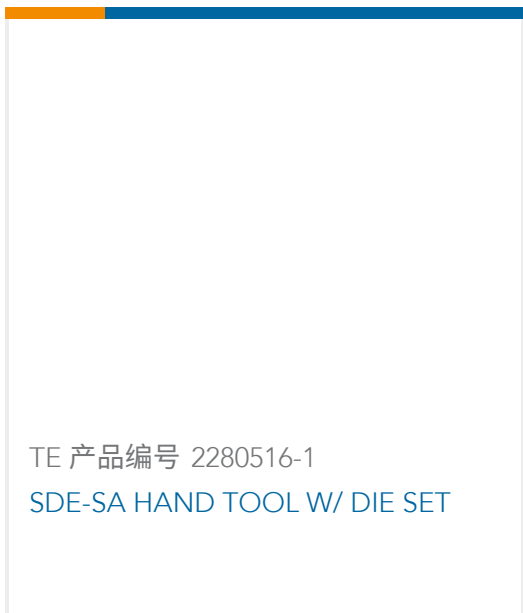 TE 产品编号 2280516-1
SDE-SA HAND TOOL W/ DIE SET